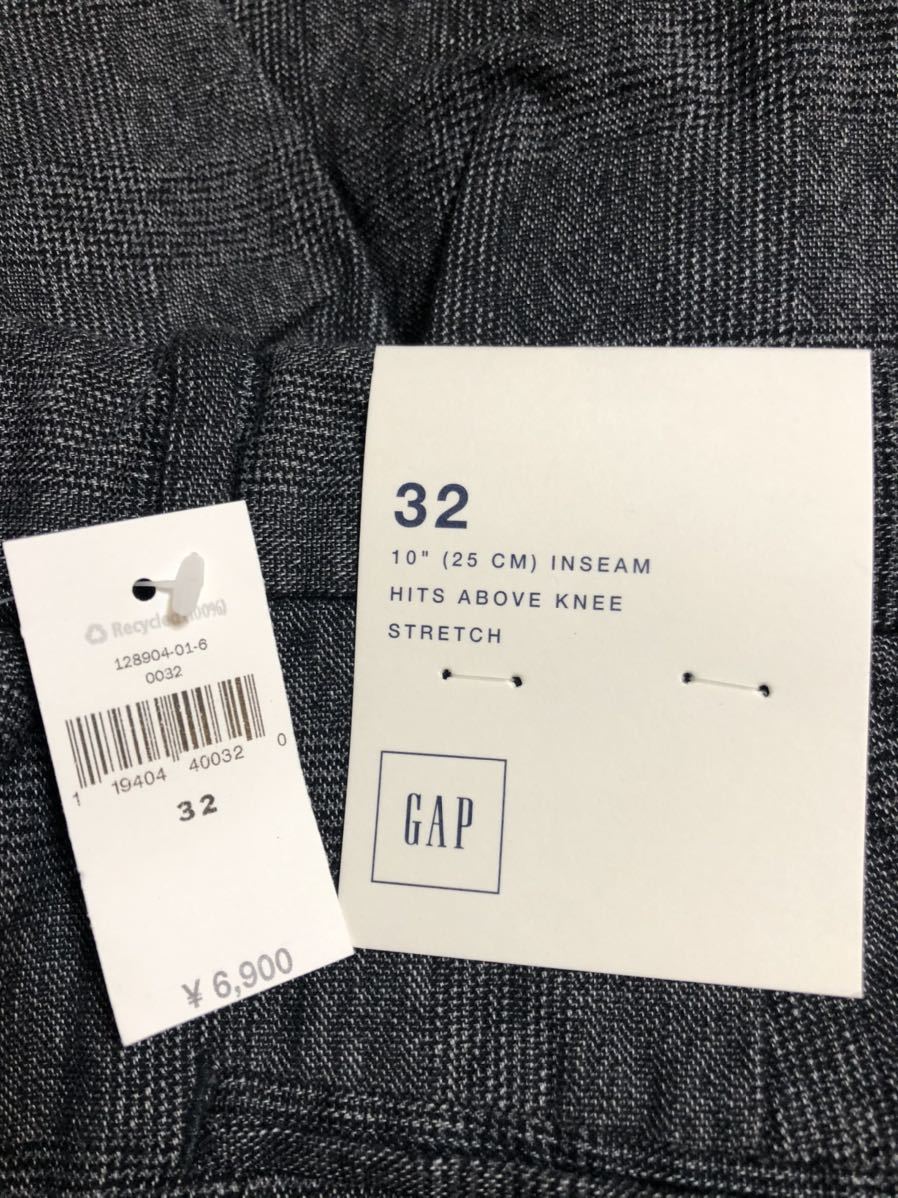 32
10" (25 CM) INSEAM
HITS ABOVE KNEE
STRETCH
GAP
Recycled (100%)
128904-01-6
0032
1 19404 40032 0
32
¥ 6,900